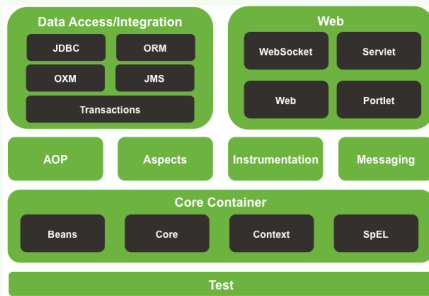 Data Access/Integration
JDBC
ORM
OXM
JMS
Transactions
Web
WebSocket
Servlet
Web
Portlet
AOP
Aspects
Instrumentation
Messaging
Core Container
Beans
Core
Context
SpEL
Test